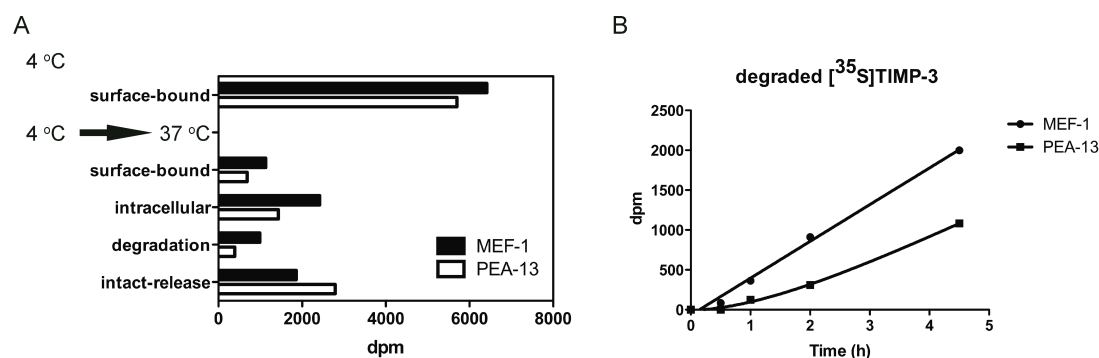 A
4 °C
surface-bound
4 °C 37 °C
surface-bound
intracellular
degradation
intact-release
MEF-1
PEA-13
0 2000 4000 6000 8000
dpm
B
degraded [35S]TIMP-3
2500
2000
1500
1000
500
0
dpm
0 1 2 3 4 5
Time (h)
MEF-1
PEA-13